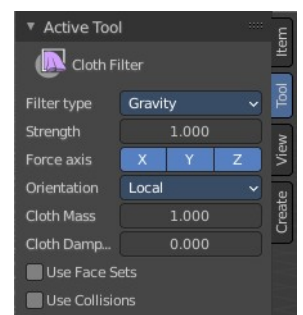 Active Tool
Cloth Filter
Filter type Gravity
Strength 1.000
Force axis X Y Z
Orientation Local
Cloth Mass 1.000
Cloth Damp... 0.000
Use Face Sets
Use Collisions
Item
Tool
View
Create